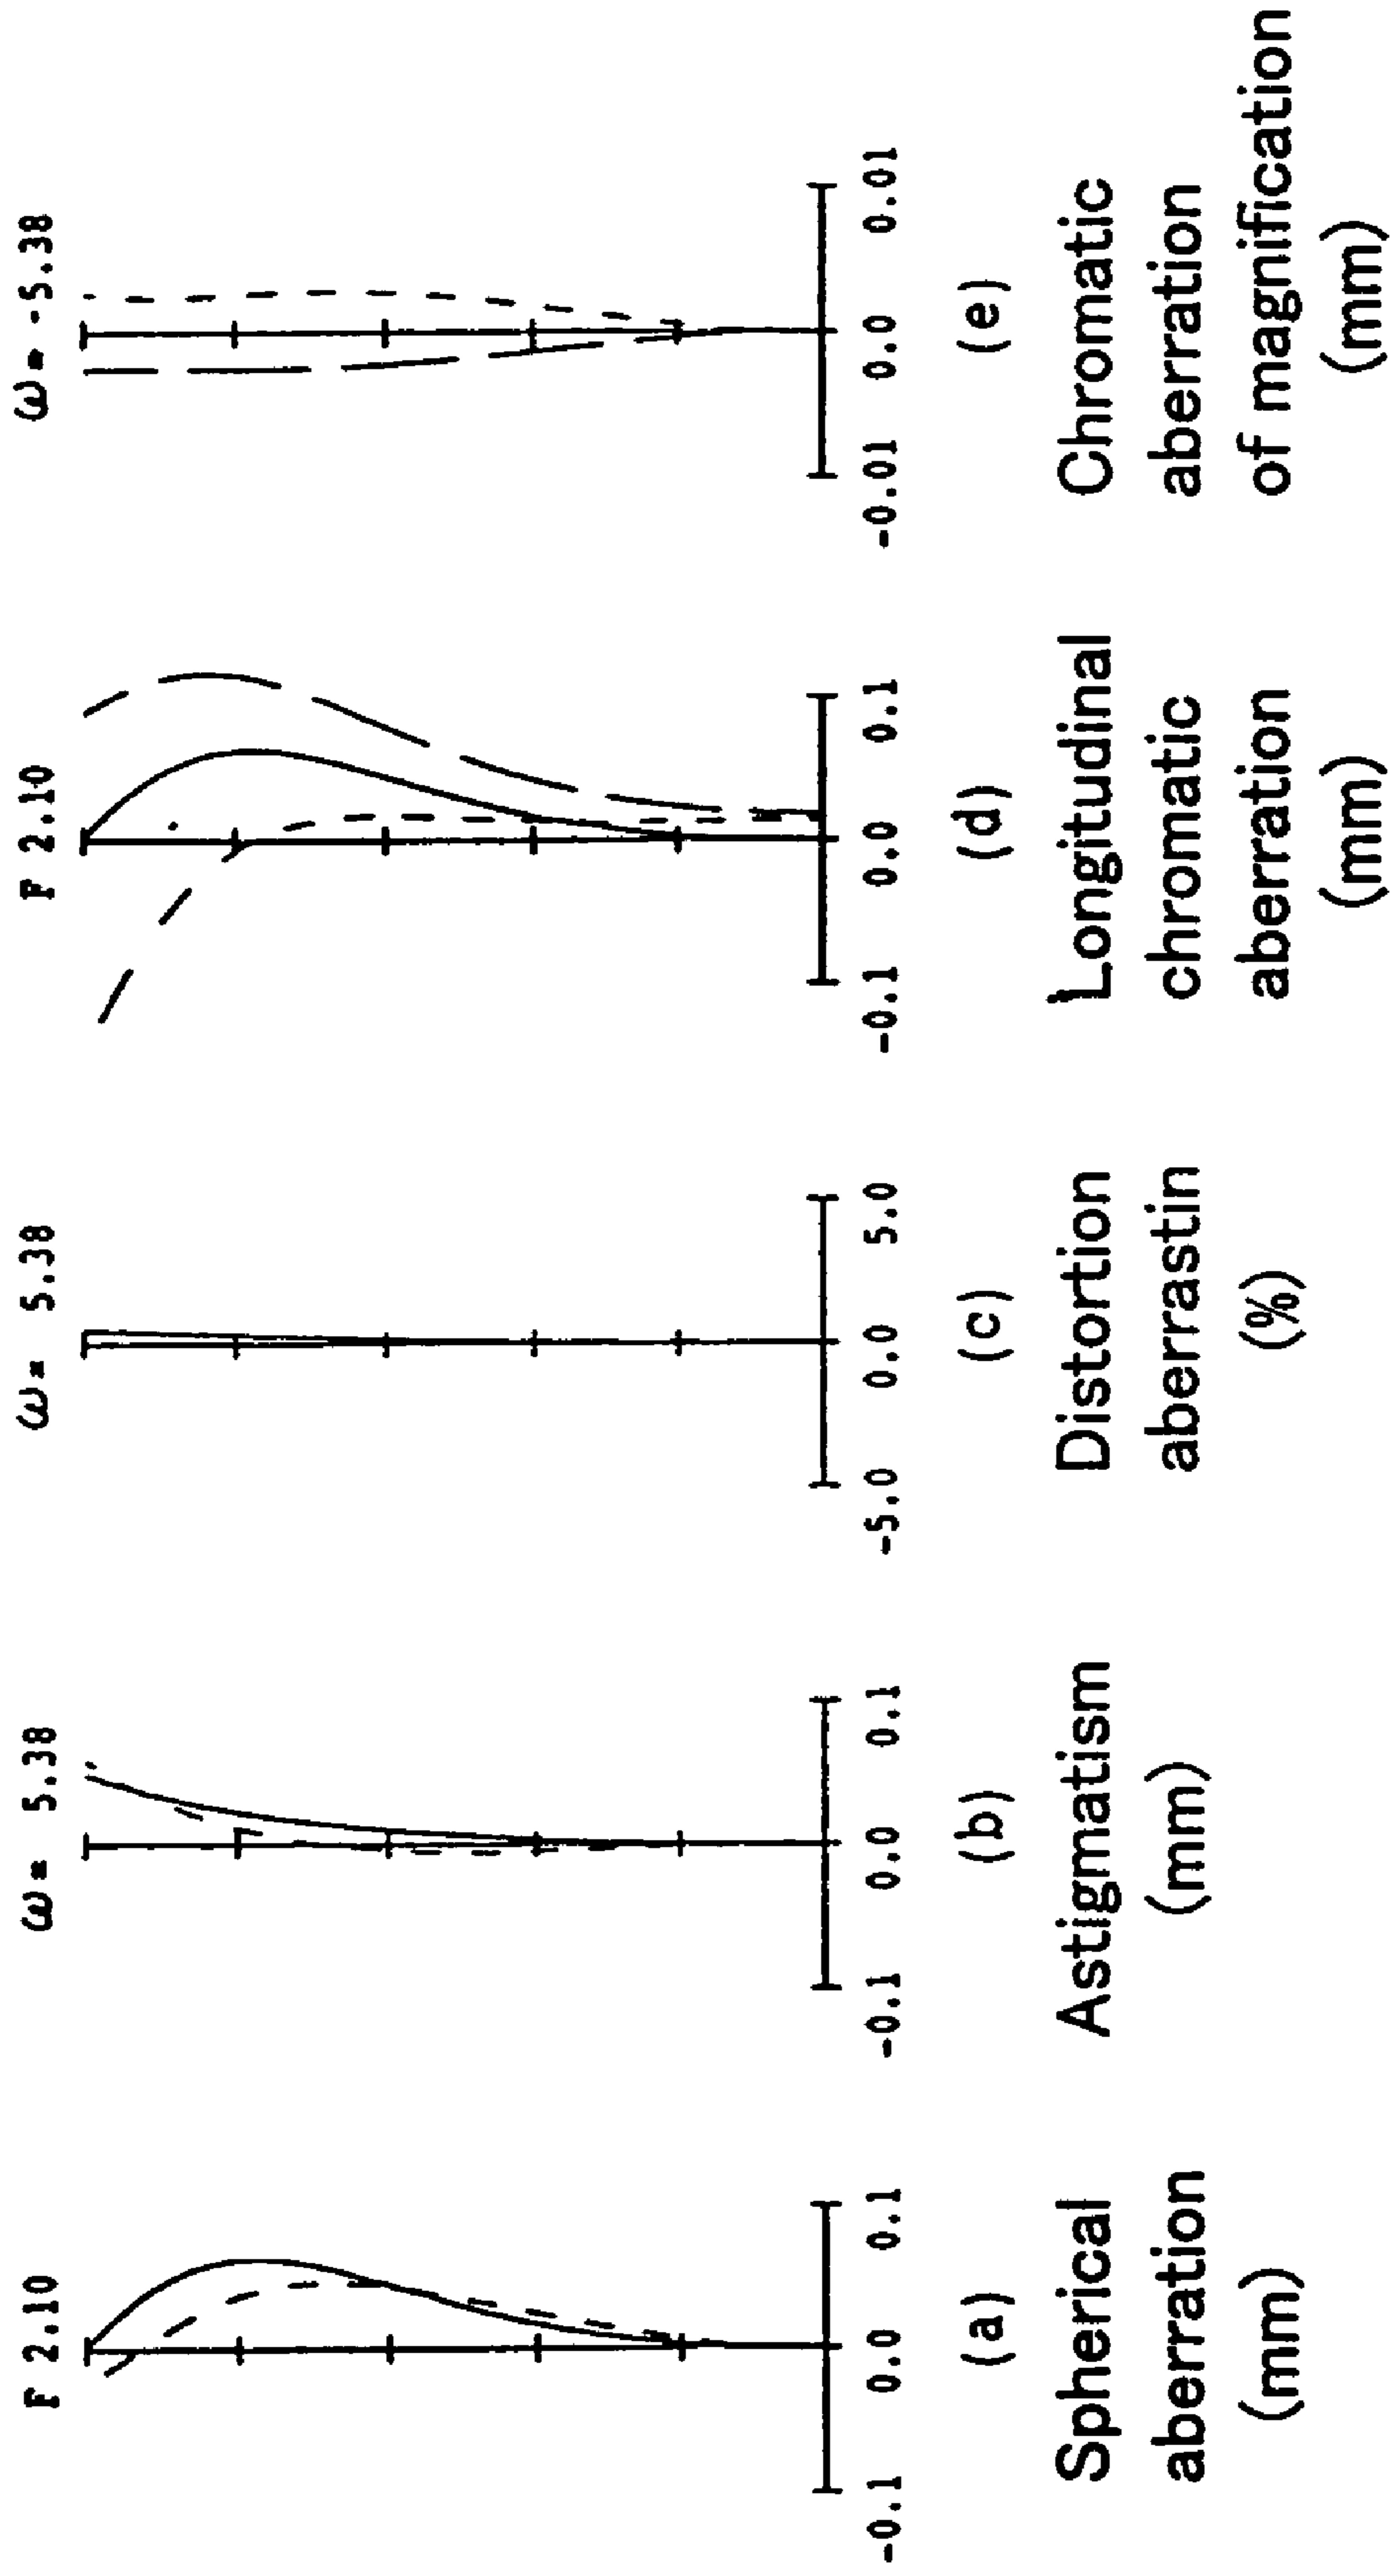 F 2.10
(a)
-0.1 0.0 0.1
Spherical
aberration
(mm)
ω= 5.38
(b)
-0.1 0.0 0.1
Astigmatism
(mm)
ω= 5.38
(c)
-5.0 0.0 5.0
Distortion
aberrastin
(%)
F 2.10
(d)
-0.1 0.0 0.1
Longitudinal
chromatic
aberration
(mm)
ω= -5.38
(e)
-0.01 0.0 0.01
Chromatic
aberration
of magnification
(mm)